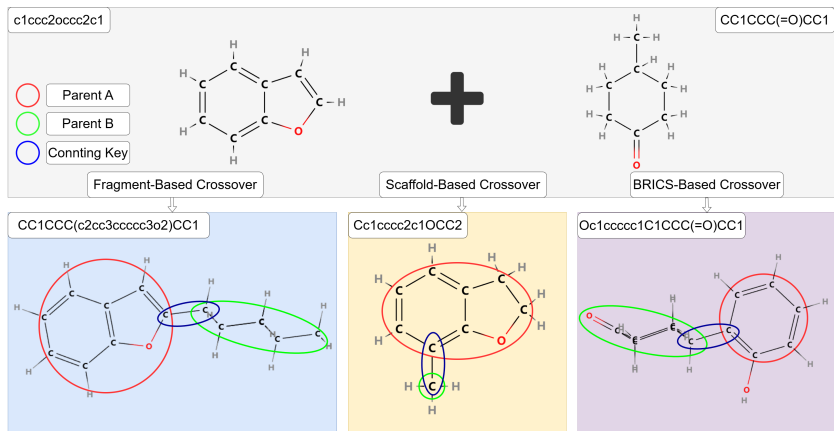 c1ccc2occc2c1
CC1CCC(=O)CC1
Parent A
Parent B
Connting Key
Fragment-Based Crossover
Scaffold-Based Crossover
BRICS-Based Crossover
CC1CCC(c2cc3ccccc3o2)CC1
Cc1cccc2c1OCC2
Oc1ccccc1C1CCC(=O)CC1